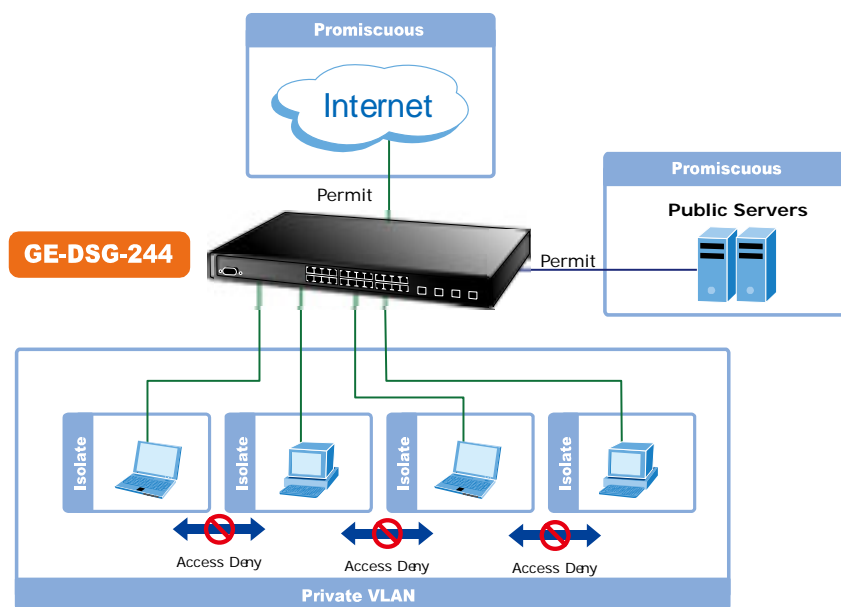 Promiscuous
Internet
Permit
Promiscuous
Public Servers
GE-DSG-244
Permit
Isolate
Isolate
Isolate
Isolate
Access Deny
Access Deny
Access Deny
Private VLAN